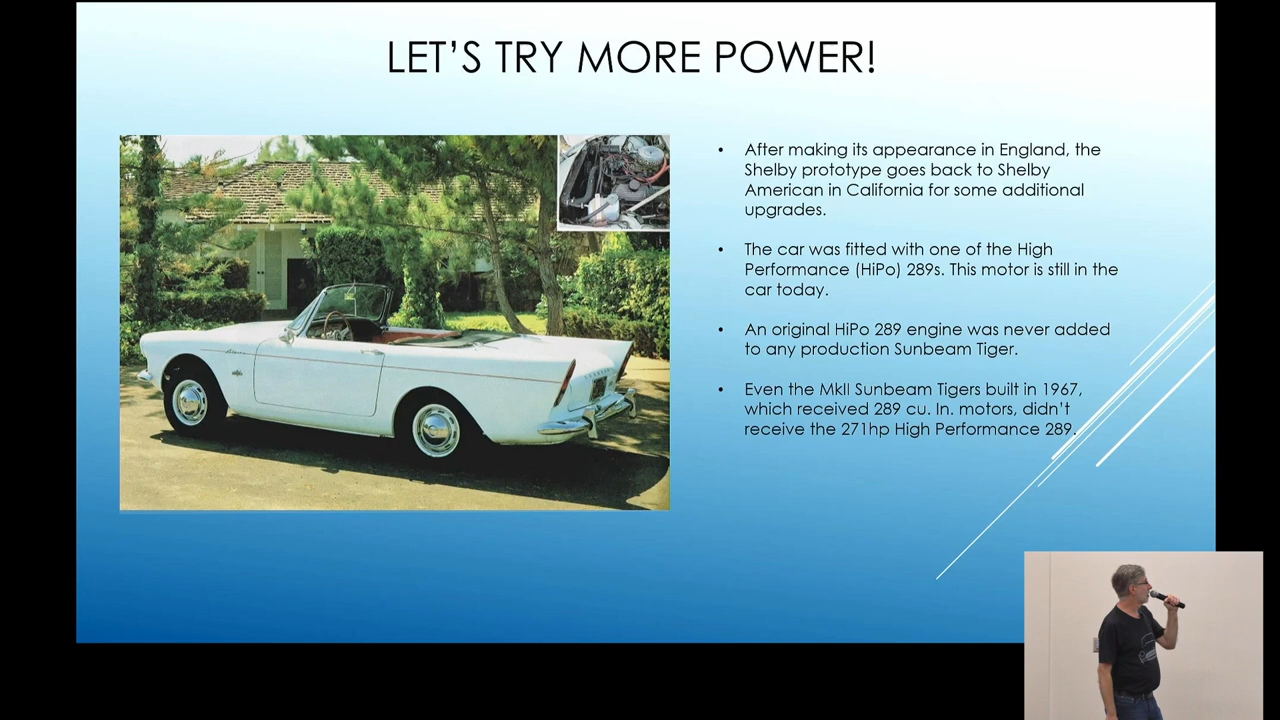 LET'S TRY MORE POWER!
• After making its appearance in England, the
Shelby prototype goes back to Shelby
American in California for some additional
upgrades.
• The car was fitted with one of the High
Performance (HiPo) 289s. This motor is still in the
car today.
• An original HiPo 289 engine was never added
to any production Sunbeam Tiger.
• Even the MkII Sunbeam Tigers built in 1967,
which received 289 cu. In. motors, didn't
receive the 271hp High Performance 289.